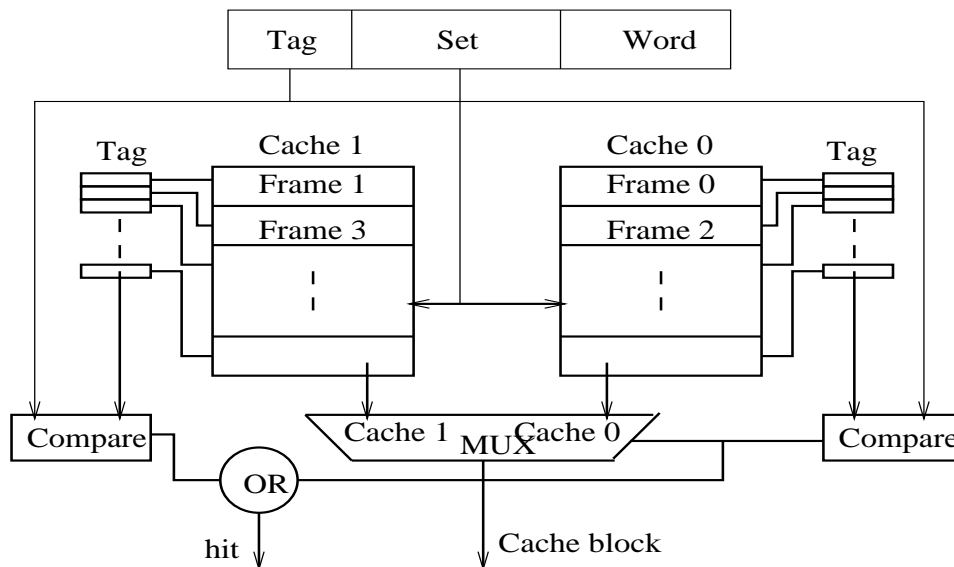 Tag Set Word
Cache 1 Cache 0
Tag Tag
Frame 1 Frame 0
Frame 3 Frame 2
Cache 1 Cache 0
Compare MUX Compare
OR
hit Cache block